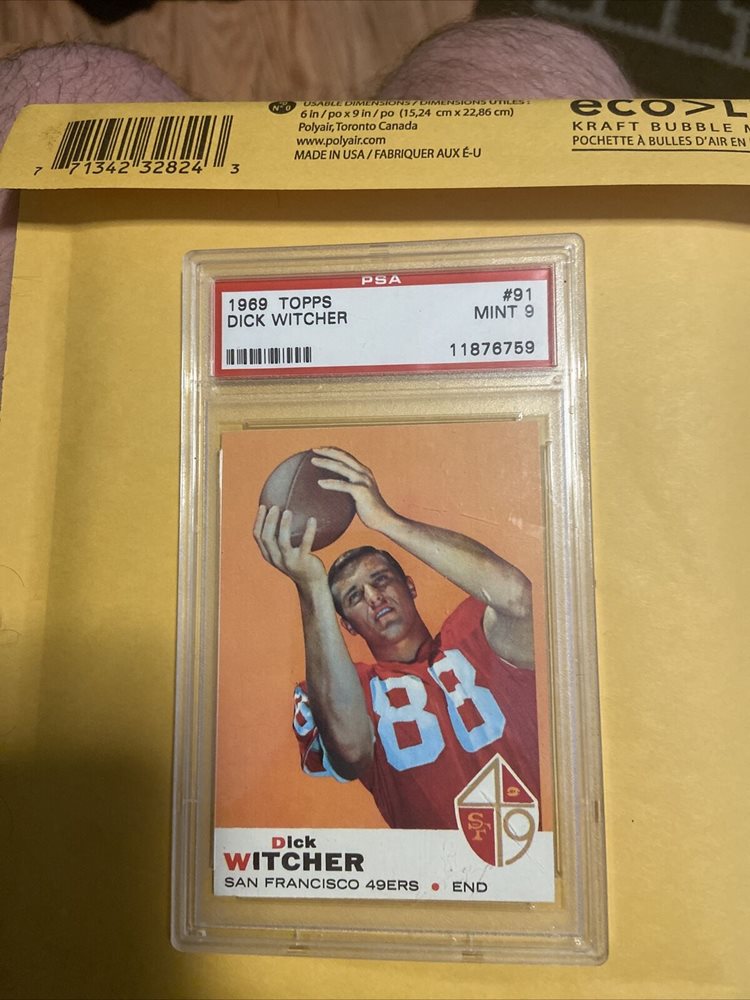 N° 0
USABLE DIMENSIONS / DIMENSIONS UTILES :
6 in / po x 9 in / po (15,24 cm x 22,86 cm)
Polyair, Toronto Canada
www.polyair.com
MADE IN USA / FABRIQUER AUX É-U
eco>L
KRAFT BUBBLE
POCHETTE À BULLES D'AIR EN
7 71342 32824 3
PSA
1969 TOPPS #91
DICK WITCHER MINT 9
11876759
88
8
49
SF
Dick
WITCHER
SAN FRANCISCO 49ERS • END